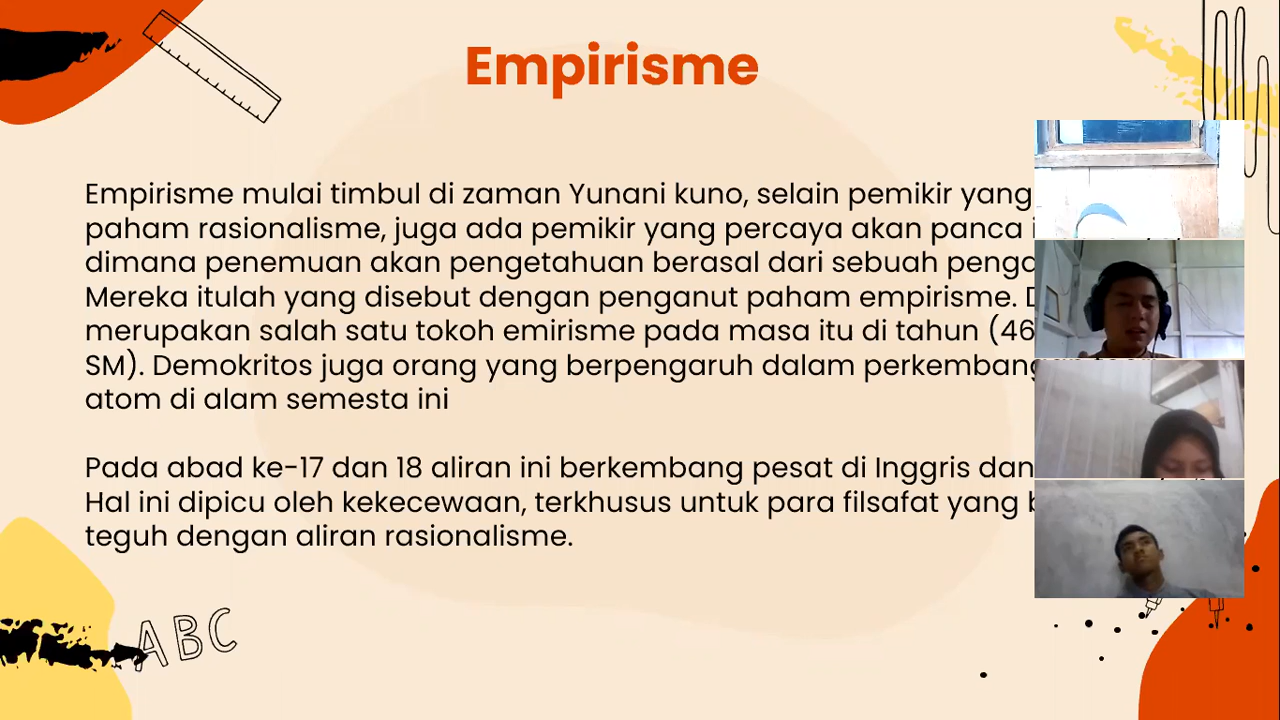 Empirisme
Empirisme mulai timbul di zaman Yunani kuno, selain pemikir yang
paham rasionalisme, juga ada pemikir yang percaya akan panca
dimana penemuan akan pengetahuan berasal dari sebuah
Mereka itulah yang disebut dengan penganut paham empirisme.
merupakan salah satu tokoh emirisme pada masa itu di tahun (46
SM). Demokritos juga orang yang berpengaruh dalam
atom di alam semesta ini
Pada abad ke-17 dan 18 aliran ini berkembang pesat di Inggris dan
Hal ini dipicu oleh kekecewaan, terkhusus untuk para filsafat yang
teguh dengan aliran rasionalisme.
ABC